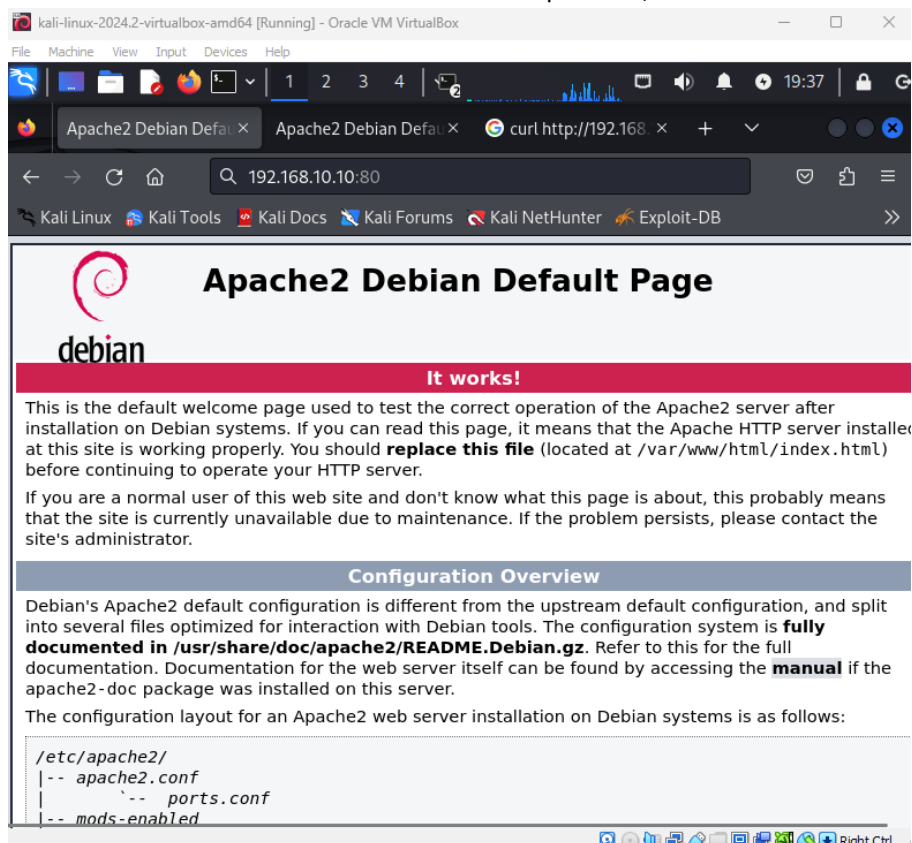 kali-linux-2024.2-virtualbox-amd64 [Running] - Oracle VM VirtualBox
File Machine View Input Devices Help
1 2 3 4 2 19:37
Apache2 Debian Defau Apache2 Debian Defau curl http://192.168.
192.168.10.10:80
Kali Linux Kali Tools Kali Docs Kali Forums Kali NetHunter Exploit-DB
debian
Apache2 Debian Default Page
It works!
This is the default welcome page used to test the correct operation of the Apache2 server after
installation on Debian systems. If you can read this page, it means that the Apache HTTP server installed
at this site is working properly. You should replace this file (located at /var/www/html/index.html)
before continuing to operate your HTTP server.
If you are a normal user of this web site and don't know what this page is about, this probably means
that the site is currently unavailable due to maintenance. If the problem persists, please contact the
site's administrator.
Configuration Overview
Debian's Apache2 default configuration is different from the upstream default configuration, and split
into several files optimized for interaction with Debian tools. The configuration system is fully
documented in /usr/share/doc/apache2/README.Debian.gz. Refer to this for the full
documentation. Documentation for the web server itself can be found by accessing the manual if the
apache2-doc package was installed on this server.
The configuration layout for an Apache2 web server installation on Debian systems is as follows:
/etc/apache2/
|-- apache2.conf
|       `--  ports.conf
|-- mods-enabled
Right Ctrl